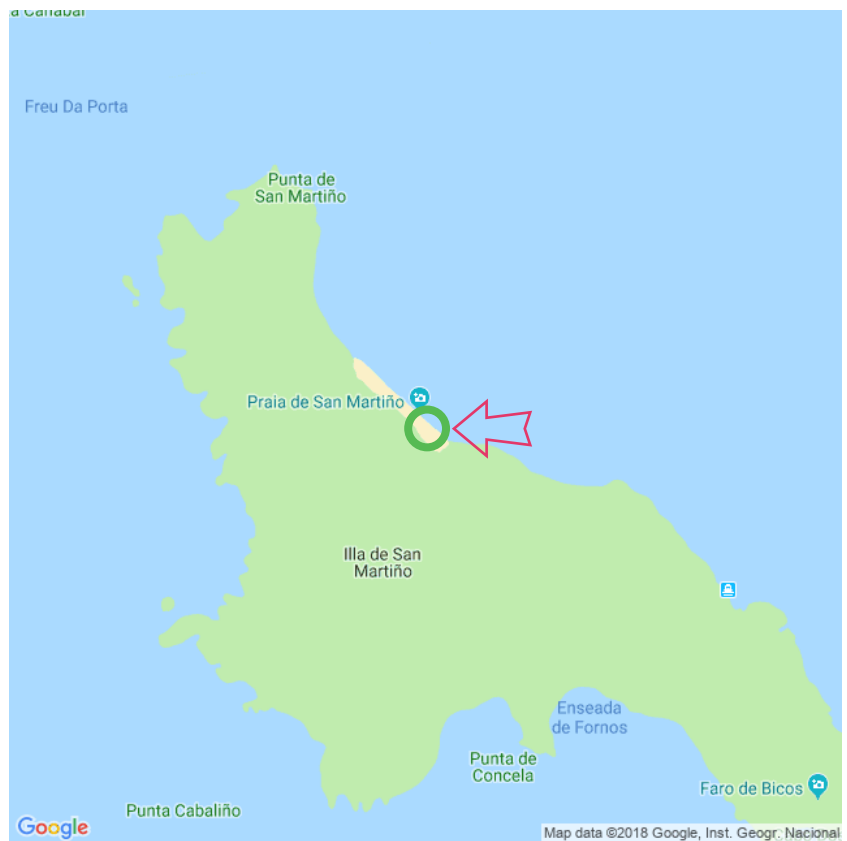 a Canabal
Freu Da Porta
Punta de
San Martiño
Praia de San Martiño
Illa de San
Martiño
Enseada
de Fornos
Punta de
Concela
Faro de Bicos
Punta Cabaliño
Google
Map data ©2018 Google, Inst. Geogr. Nacional